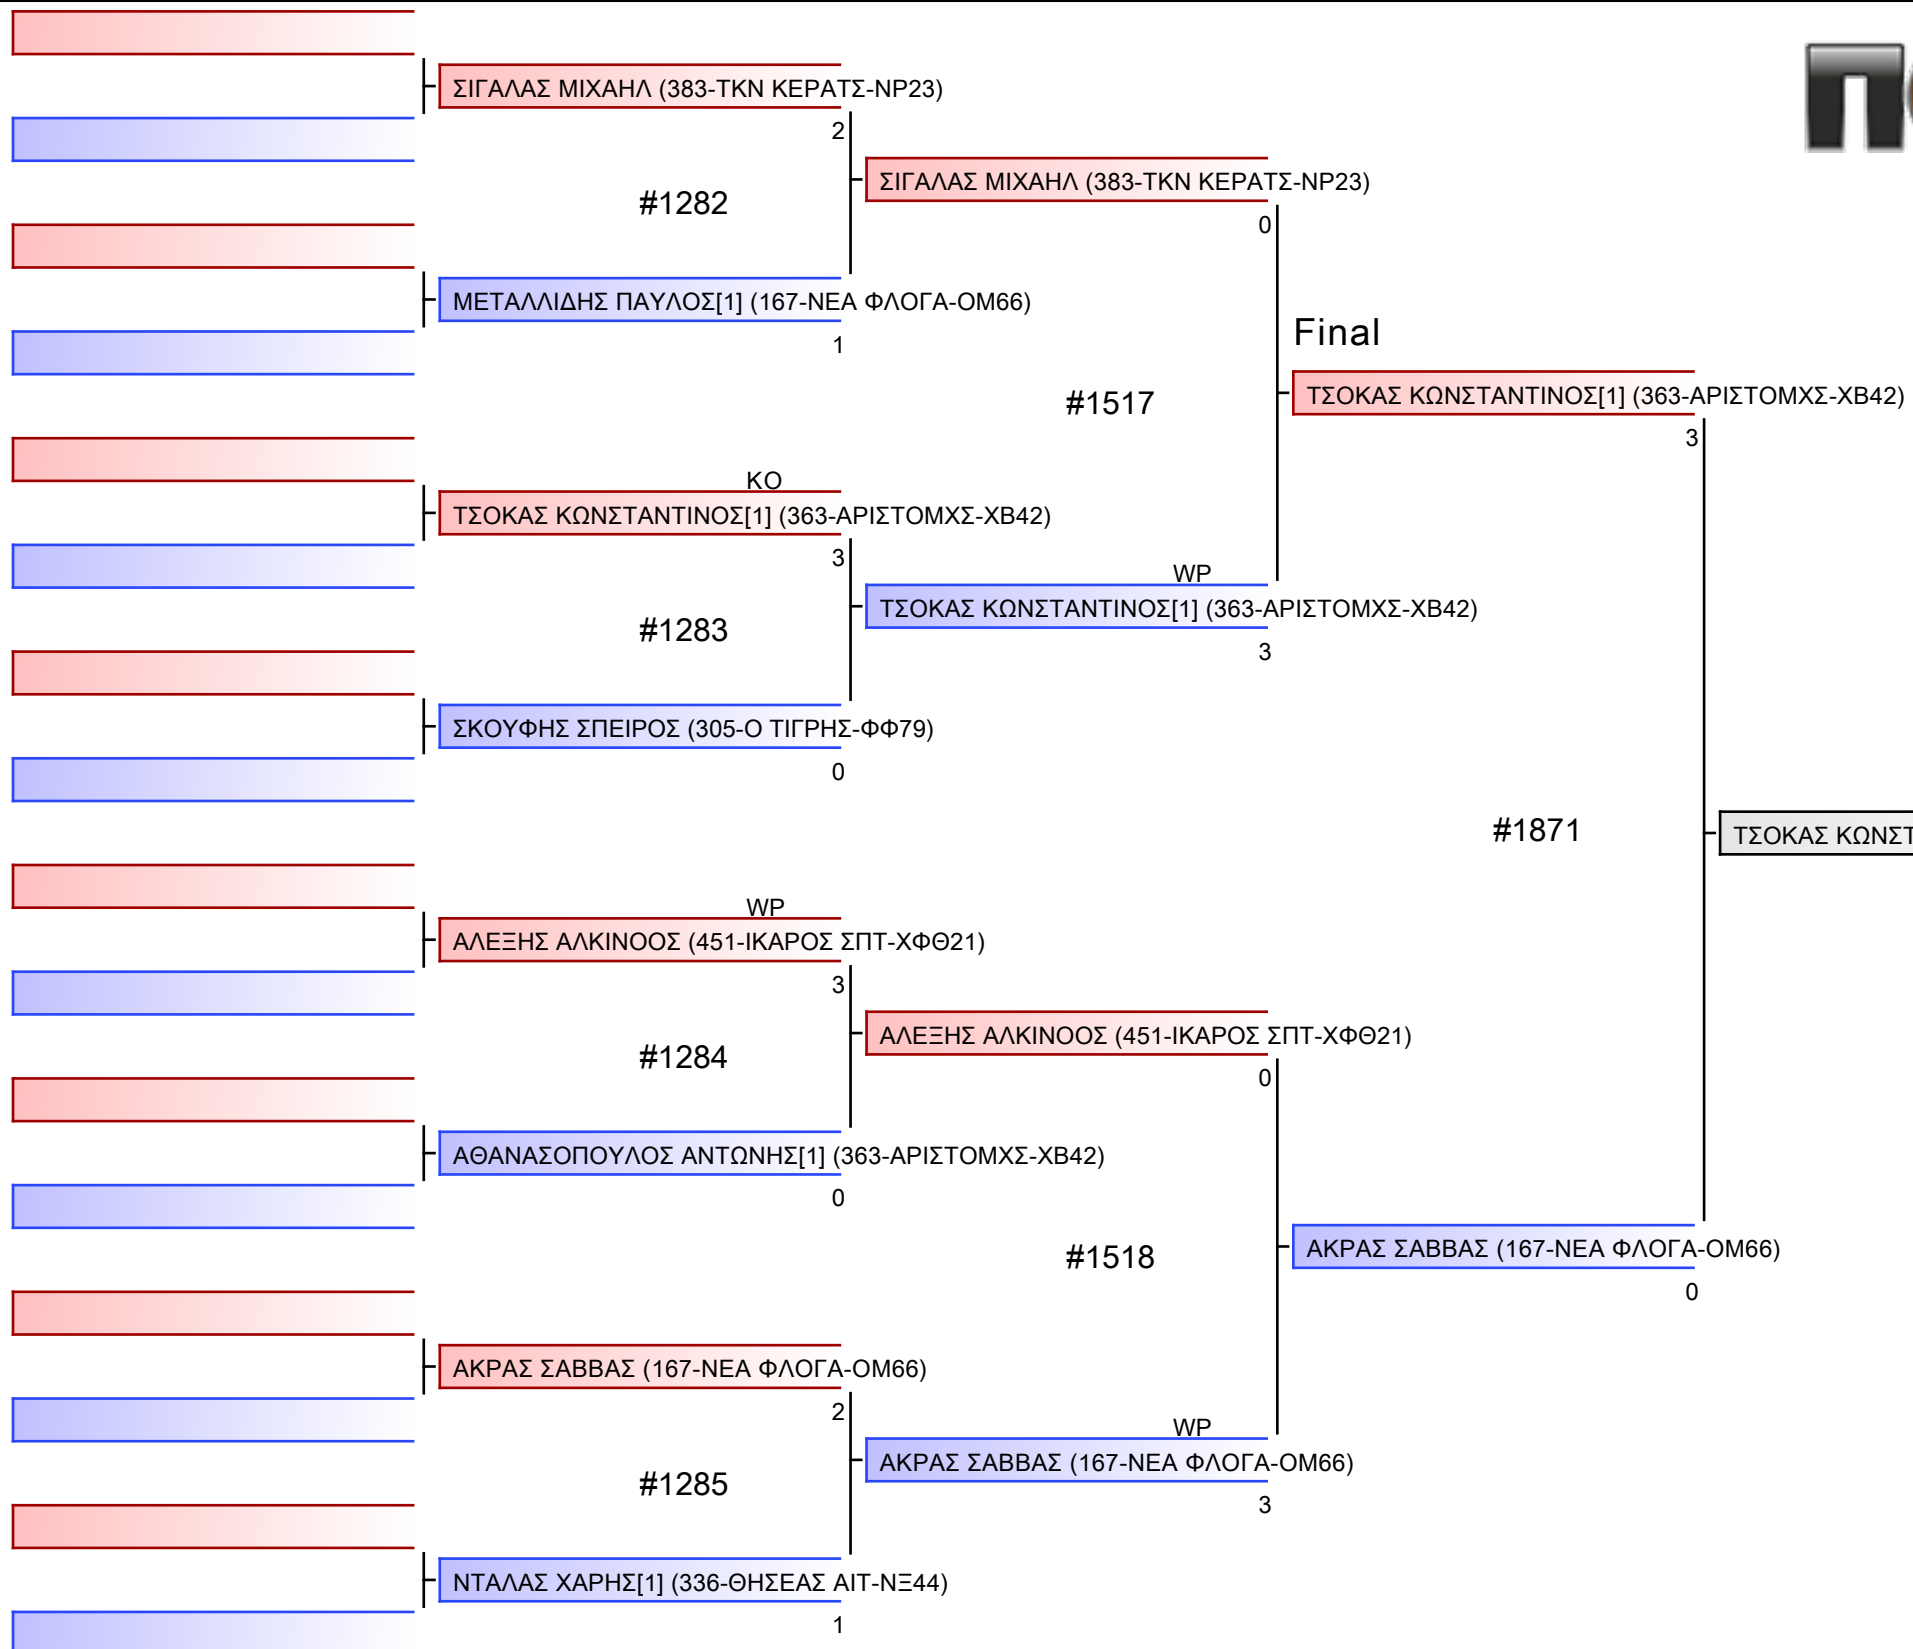 ΣΙΓΑΛΑΣ ΜΙΧΑΗΛ (383-ΤΚΝ ΚΕΡΑΤΣ-ΝΡ23)
2
ΣΙΓΑΛΑΣ ΜΙΧΑΗΛ (383-ΤΚΝ ΚΕΡΑΤΣ-ΝΡ23)
#1282
0
ΜΕΤΑΛΛΙΔΗΣ ΠΑΥΛΟΣ[1] (167-ΝΕΑ ΦΛΟΓΑ-ΟΜ66)
1
Final
ΤΣΟΚΑΣ ΚΩΝΣΤΑΝΤΙΝΟΣ[1] (363-ΑΡΙΣΤΟΜΧΣ-ΧΒ42)
#1517
3
KO
ΤΣΟΚΑΣ ΚΩΝΣΤΑΝΤΙΝΟΣ[1] (363-ΑΡΙΣΤΟΜΧΣ-ΧΒ42)
3
WP
ΤΣΟΚΑΣ ΚΩΝΣΤΑΝΤΙΝΟΣ[1] (363-ΑΡΙΣΤΟΜΧΣ-ΧΒ42)
#1283
3
ΣΚΟΥΦΗΣ ΣΠΕΙΡΟΣ (305-Ο ΤΙΓΡΗΣ-ΦΦ79)
0
#1871
ΤΣΟΚΑΣ ΚΩΝΣΤ
WP
ΑΛΕΞΗΣ ΑΛΚΙΝΟΟΣ (451-ΙΚΑΡΟΣ ΣΠΤ-ΧΦΘ21)
3
ΑΛΕΞΗΣ ΑΛΚΙΝΟΟΣ (451-ΙΚΑΡΟΣ ΣΠΤ-ΧΦΘ21)
#1284
0
ΑΘΑΝΑΣΟΠΟΥΛΟΣ ΑΝΤΩΝΗΣ[1] (363-ΑΡΙΣΤΟΜΧΣ-ΧΒ42)
0
ΑΚΡΑΣ ΣΑΒΒΑΣ (167-ΝΕΑ ΦΛΟΓΑ-ΟΜ66)
#1518
0
ΑΚΡΑΣ ΣΑΒΒΑΣ (167-ΝΕΑ ΦΛΟΓΑ-ΟΜ66)
2
WP
ΑΚΡΑΣ ΣΑΒΒΑΣ (167-ΝΕΑ ΦΛΟΓΑ-ΟΜ66)
#1285
3
ΝΤΑΛΑΣ ΧΑΡΗΣ[1] (336-ΘΗΣΕΑΣ ΑΙΤ-ΝΞ44)
1